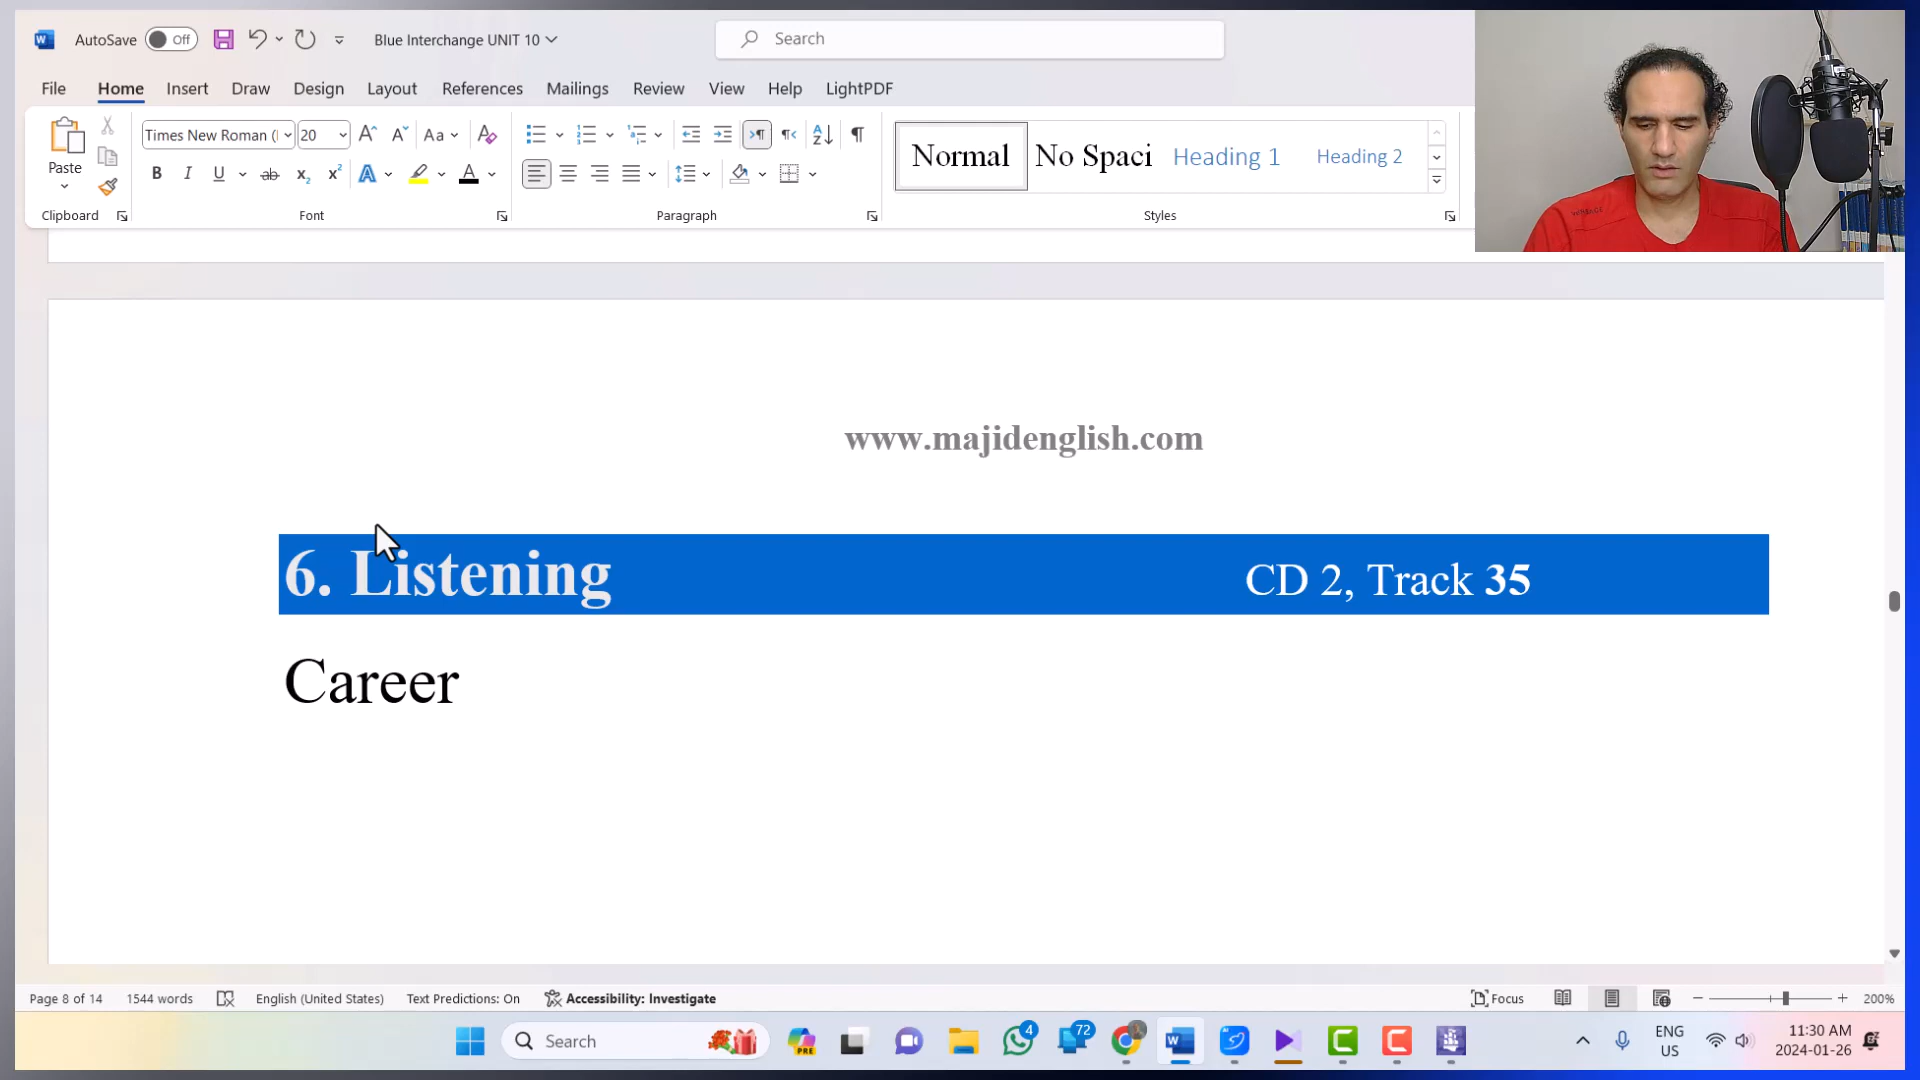 AutoSave Off Blue Interchange UNIT 10 Search
File Home Insert Draw Design Layout References Mailings Review View Help LightPDF
Paste
Times New Roman ( 20
Normal No Spaci Heading 1 Heading 2
Clipboard Font Paragraph Styles
www.majidenglish.com
6. Listening CD 2, Track 35
Career
Page 8 of 14 1544 words English (United States) Text Predictions: On Accessibility: Investigate Focus 200%
Search 4 72 ENG 11:30 AM
US 2024-01-26